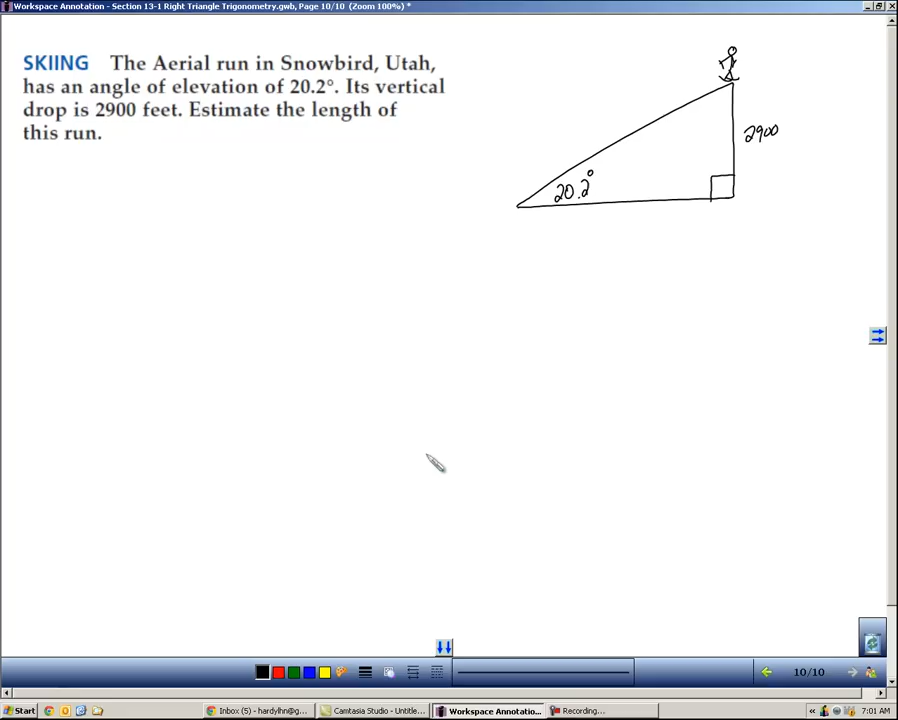 Workspace Annotation - Section 13-1 Right Triangle Trigonometry.gwb, Page 10/10 (Zoom 100%) *
SKIING The Aerial run in Snowbird, Utah,
has an angle of elevation of 20.2°. Its vertical
drop is 2900 feet. Estimate the length of
this run.
2900
20.2°
10/10
Start
Inbox (5) - hardylhn@g...
Camtasia Studio - Untitle...
Workspace Annotatio...
Recording...
« 7:01 AM